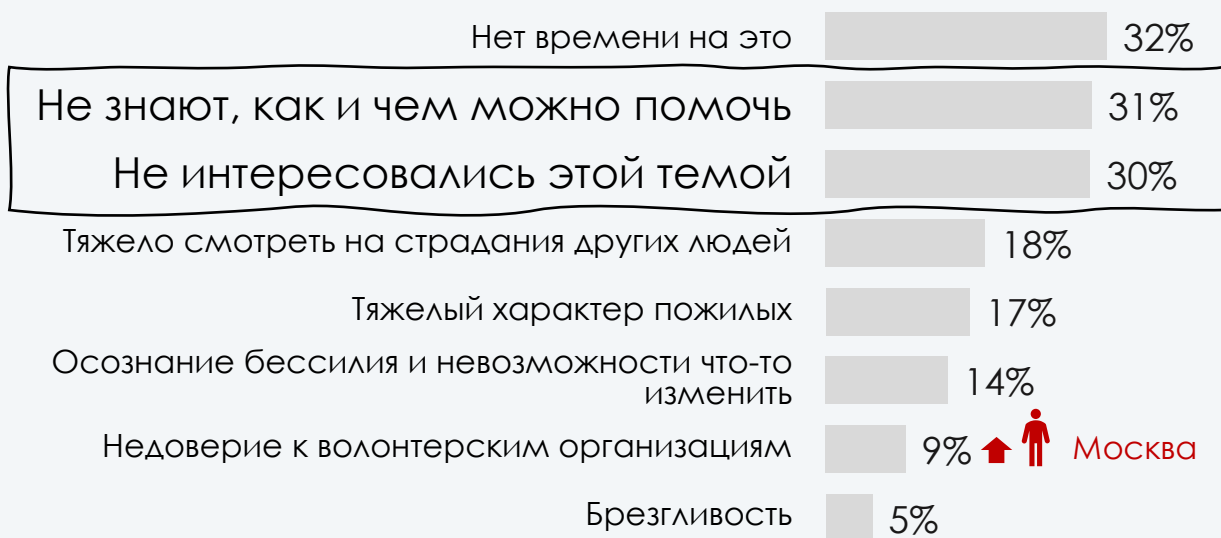 Нет времени на это 32%
Не знают, как и чем можно помочь 31%
Не интересовались этой темой 30%
Тяжело смотреть на страдания других людей 18%
Тяжелый характер пожилых 17%
Осознание бессилия и невозможности что-то
изменить 14%
Недоверие к волонтерским организациям 9% Москва
Брезгливость 5%